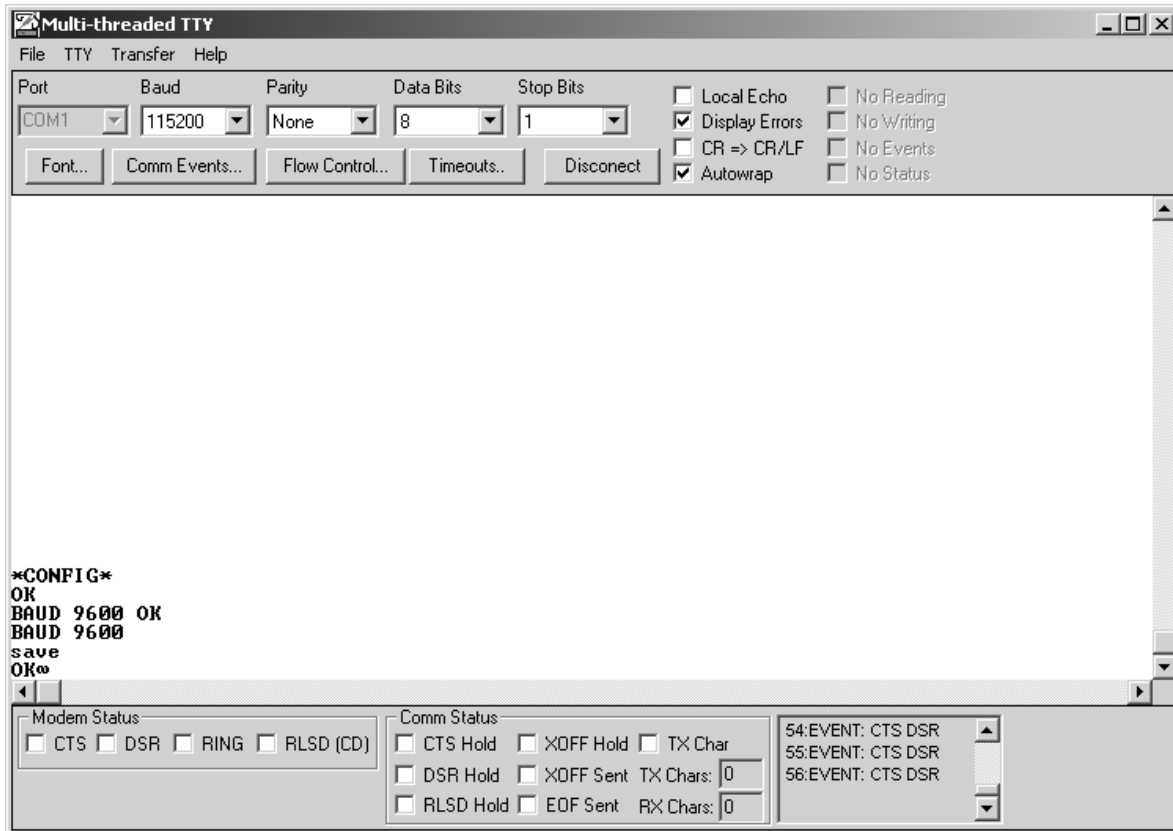 Multi-threaded TTY
File TTY Transfer Help
Port Baud Parity Data Bits Stop Bits
COM1 115200 None 8 1
Font... Comm Events... Flow Control... Timeouts.. Disconect
Local Echo No Reading
Display Errors No Writing
CR => CR/LF No Events
Autowrap No Status
*CONFIG*
OK
BAUD 9600 OK
BAUD 9600
save
OK∞
Modem Status
CTS DSR RING RLSD (CD)
Comm Status
CTS Hold XOFF Hold TX Char
DSR Hold XOFF Sent TX Chars: 0
RLSD Hold EOF Sent RX Chars: 0
54:EVENT: CTS DSR
55:EVENT: CTS DSR
56:EVENT: CTS DSR